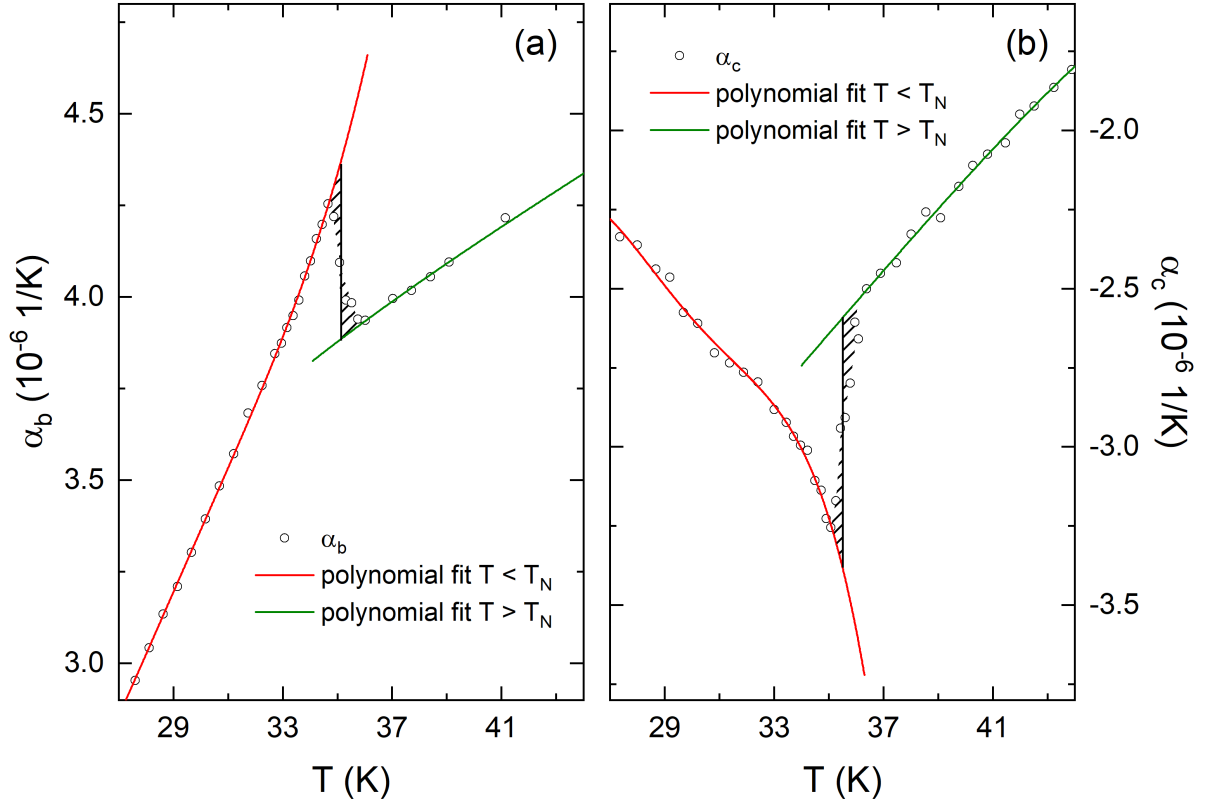 (a)
4.5
4.0
3.5
3.0
α_b (10⁻⁶ 1/K)
α_b
polynomial fit T < T_N
polynomial fit T > T_N
29 33 37 41
T (K)
(b)
α_c
polynomial fit T < T_N
polynomial fit T > T_N
-2.0
-2.5
-3.0
-3.5
α_c (10⁻⁶ 1/K)
29 33 37 41
T (K)